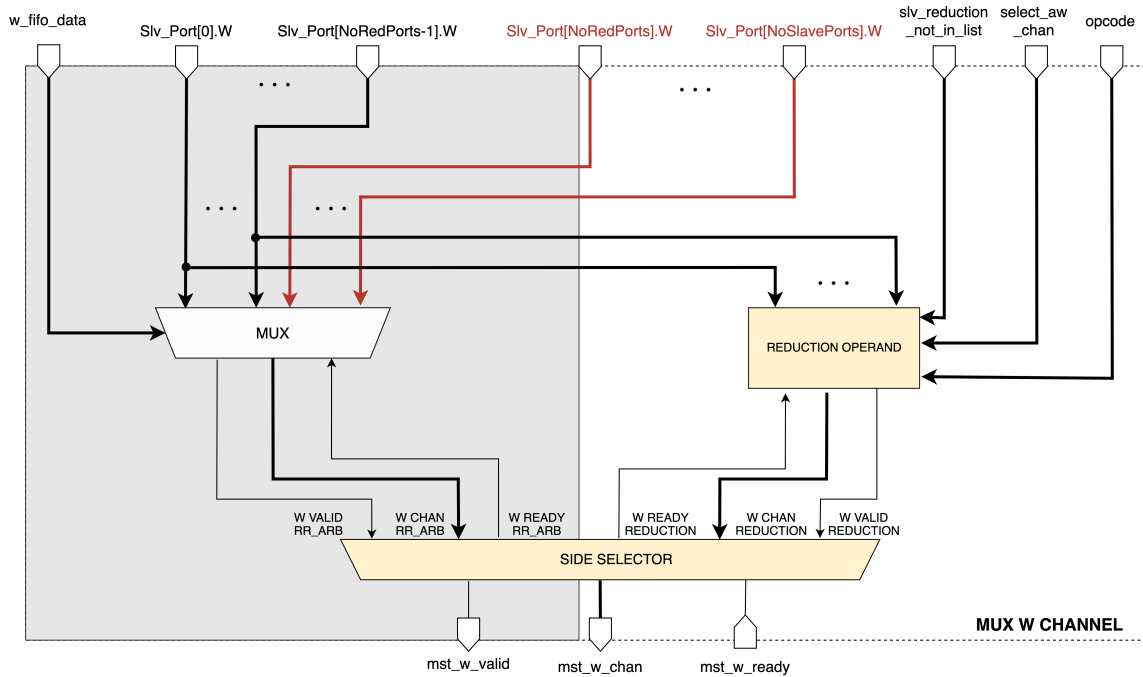 w_fifo_data
Slv_Port[0].W
Slv_Port[NoRedPorts-1].W
Slv_Port[NoRedPorts].W
Slv_Port[NoSlavePorts].W
slv_reduction
_not_in_list
select_aw
_chan
opcode
. . .
. . .
. . .
. . .
. . .
MUX
REDUCTION OPERAND
W VALID
RR_ARB
W CHAN
RR_ARB
W READY
RR_ARB
W READY
REDUCTION
W CHAN
REDUCTION
W VALID
REDUCTION
SIDE SELECTOR
MUX W CHANNEL
mst_w_valid
mst_w_chan
mst_w_ready